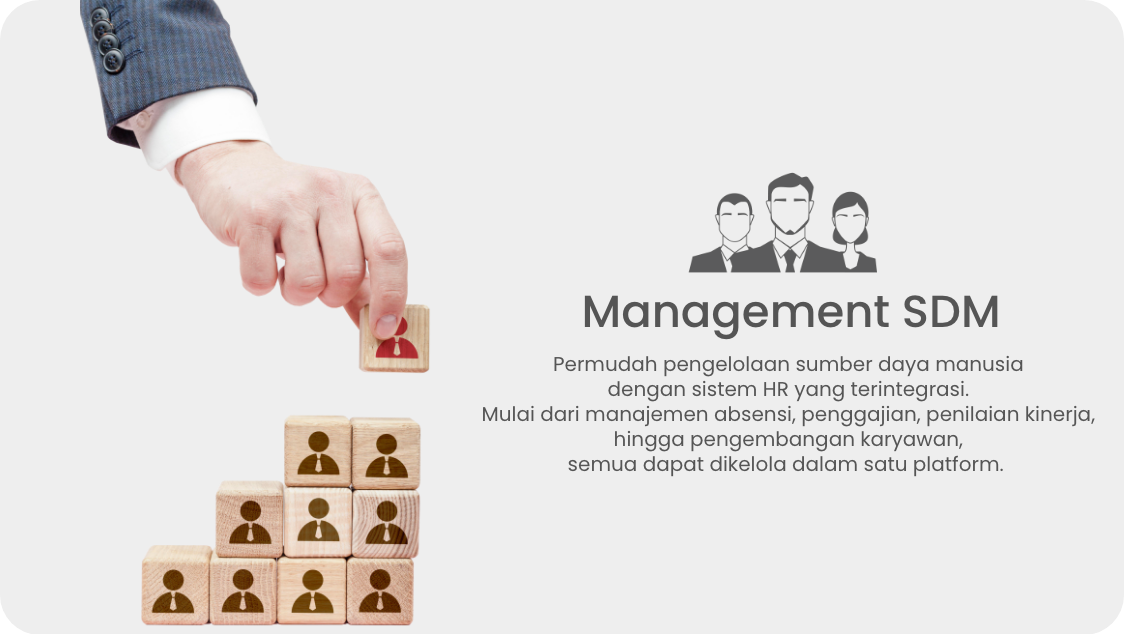 Management SDM
Permudah pengelolaan sumber daya manusia
dengan sistem HR yang terintegrasi.
Mulai dari manajemen absensi, penggajian, penilaian kinerja,
hingga pengembangan karyawan,
semua dapat dikelola dalam satu platform.